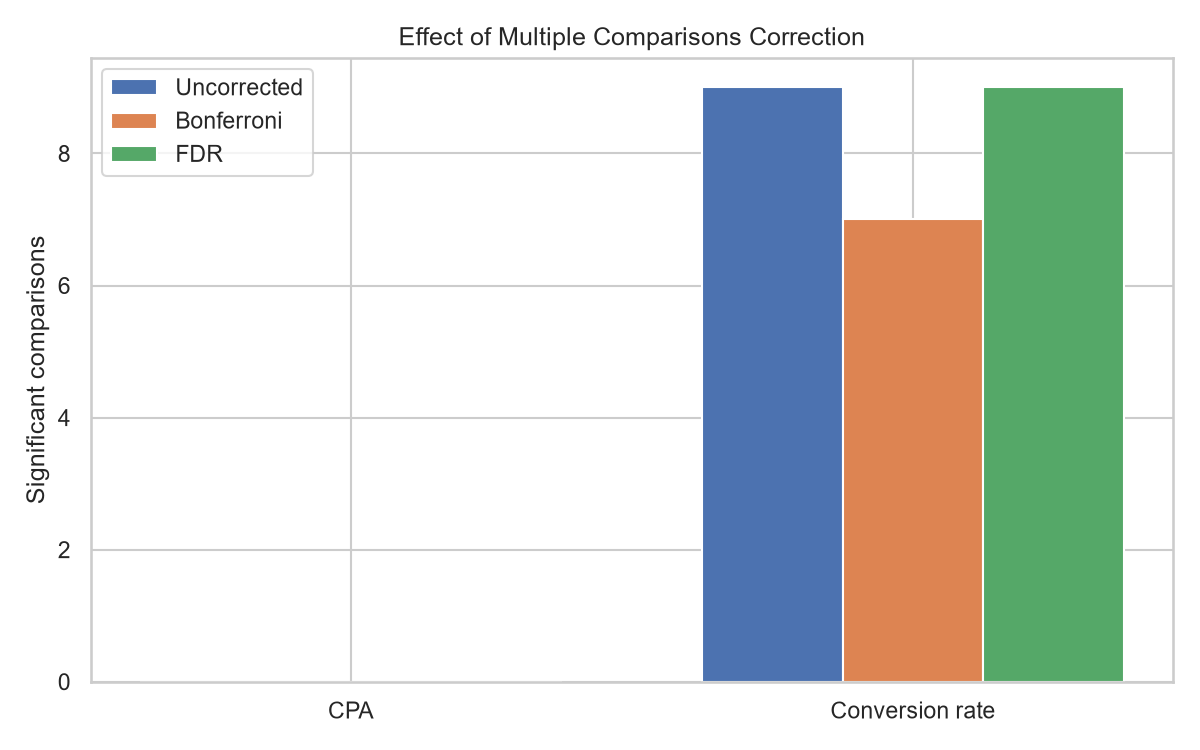 Effect of Multiple Comparisons Correction
Uncorrected
Bonferroni
FDR
Significant comparisons
8
6
4
2
0
CPA
Conversion rate